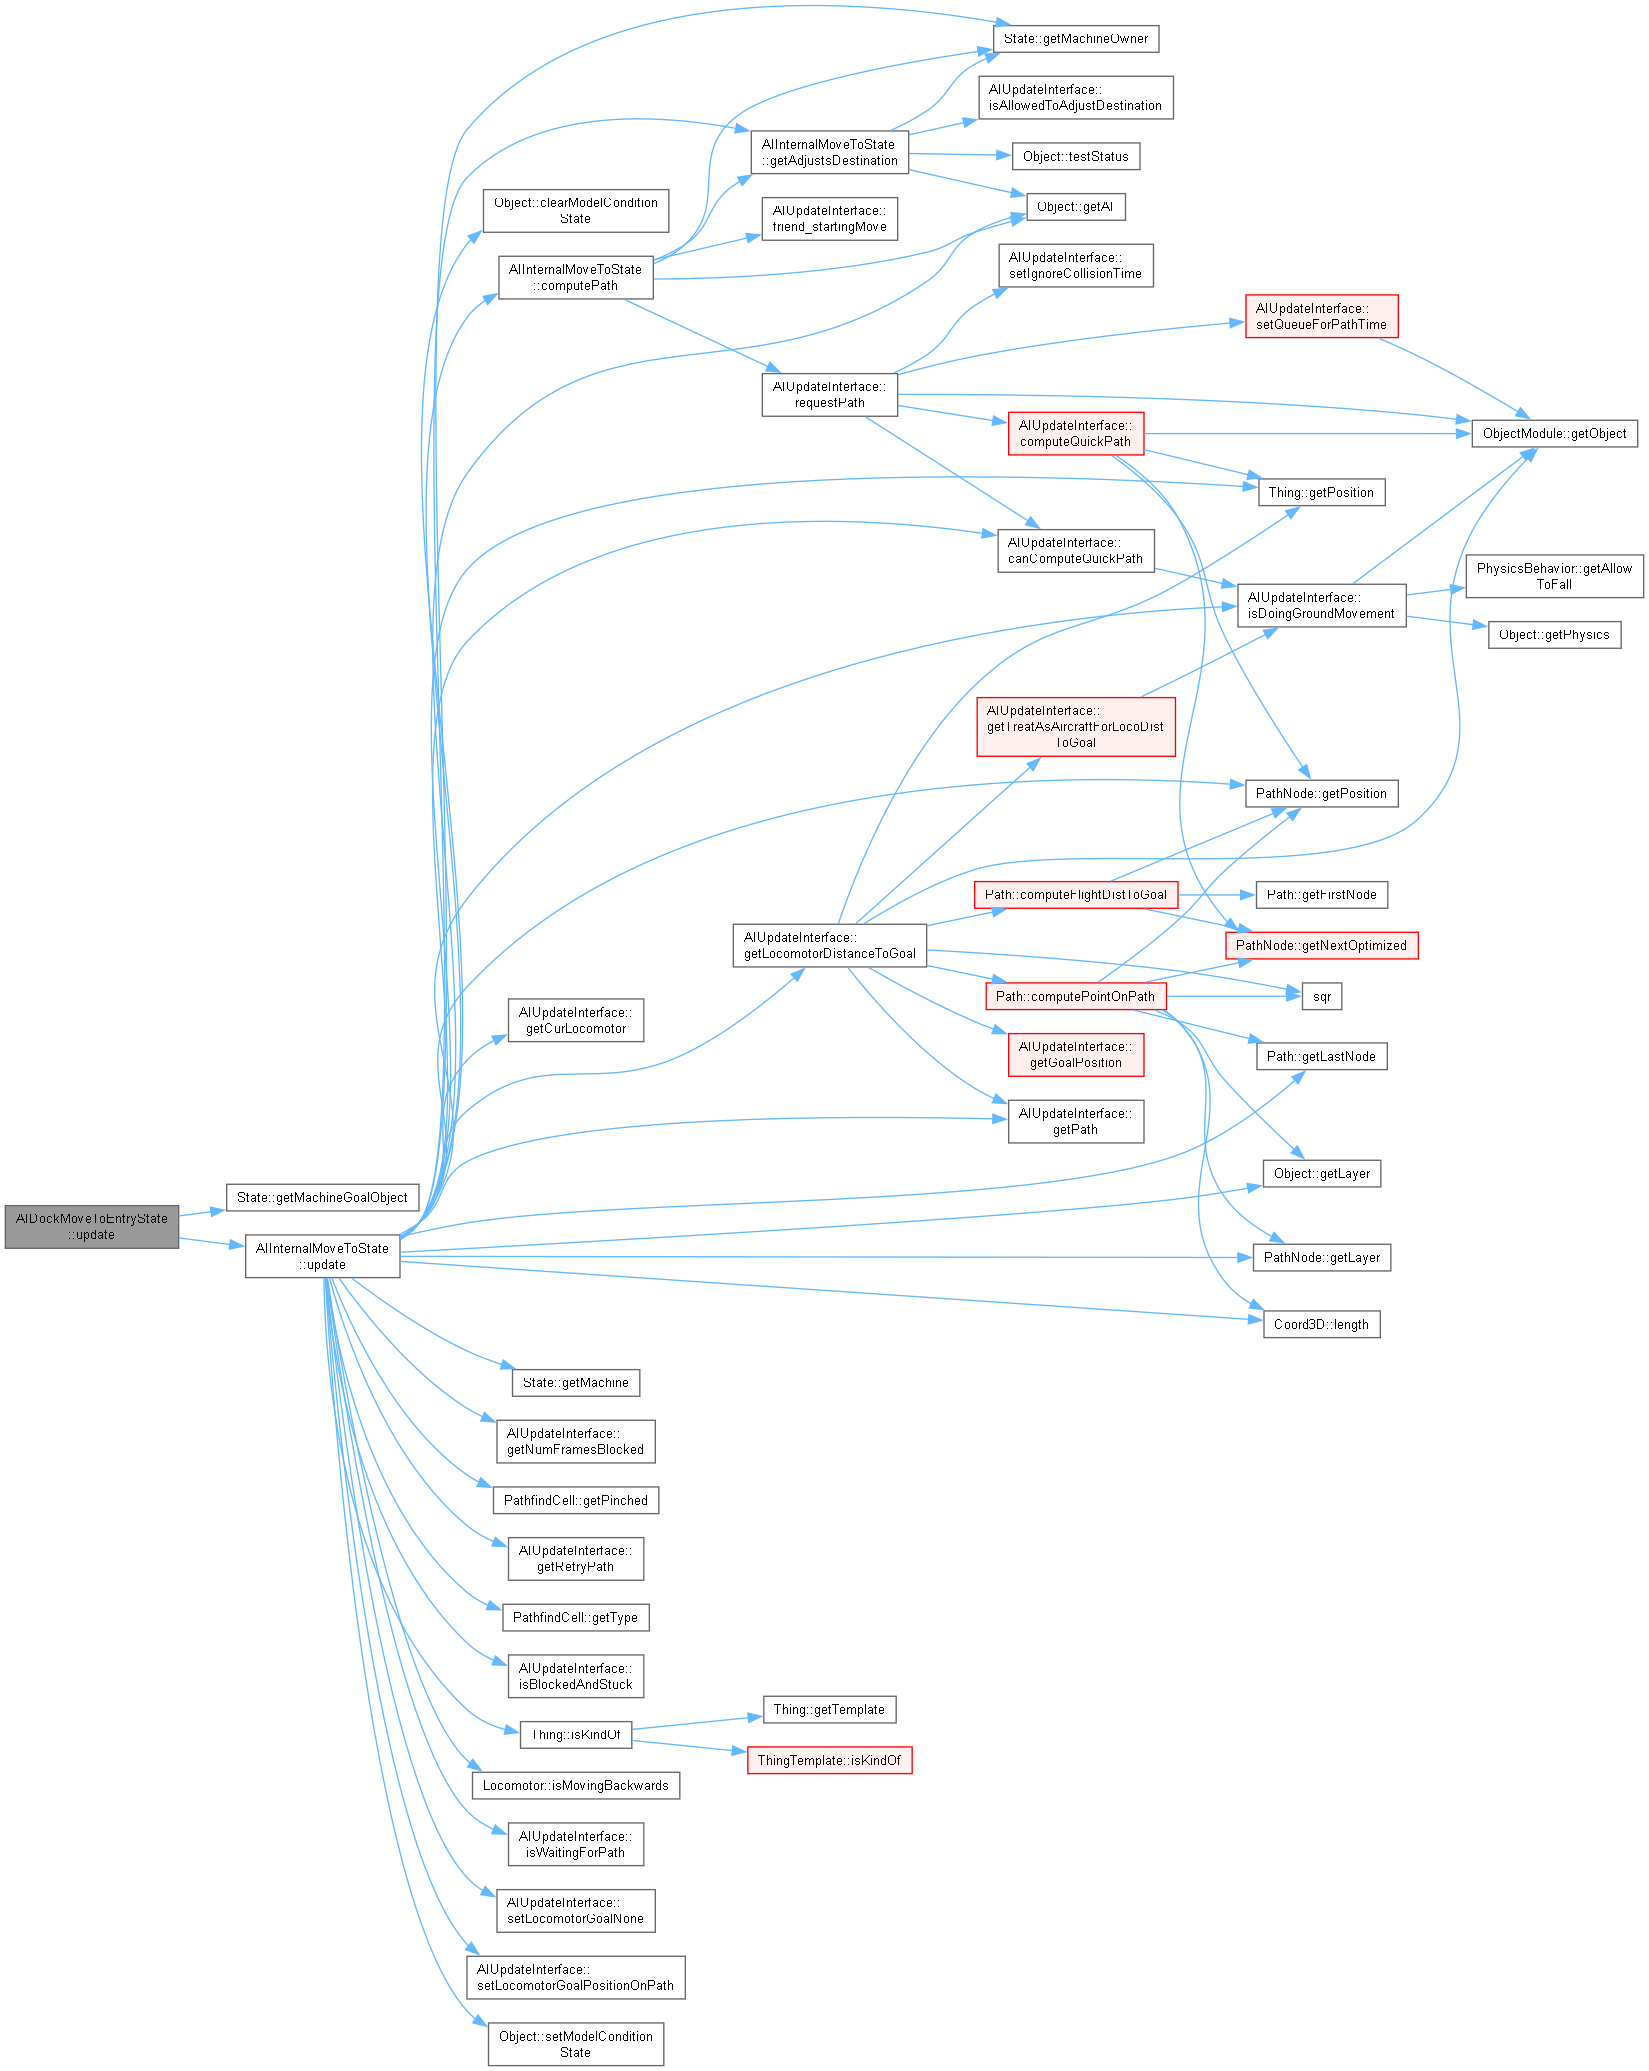 State::getMachineOwner
AIUpdateInterface::
isAllowedToAdjustDestination
AIInternalMoveToState
::getAdjustsDestination
Object::testStatus
Object::clearModelCondition
State
AIUpdateInterface::
friend_startingMove
Object::getAI
AIInternalMoveToState
::computePath
AIUpdateInterface::
setIgnoreCollisionTime
AIUpdateInterface::
setQueueForPathTime
AIUpdateInterface::
requestPath
AIUpdateInterface::
computeQuickPath
ObjectModule::getObject
Thing::getPosition
AIUpdateInterface::
canComputeQuickPath
PhysicsBehavior::getAllow
ToFall
AIUpdateInterface::
isDoingGroundMovement
Object::getPhysics
AIUpdateInterface::
getTreatAsAircraftForLocoDist
ToGoal
PathNode::getPosition
Path::computeFlightDistToGoal
Path::getFirstNode
AIUpdateInterface::
getLocomotorDistanceToGoal
PathNode::getNextOptimized
Path::computePointOnPath
sqr
AIUpdateInterface::
getCurLocomotor
AIUpdateInterface::
getGoalPosition
Path::getLastNode
AIUpdateInterface::
getPath
Object::getLayer
State::getMachineGoalObject
AIDockMoveToEntryState
::update
AIInternalMoveToState
::update
PathNode::getLayer
Coord3D::length
State::getMachine
AIUpdateInterface::
getNumFramesBlocked
PathfindCell::getPinched
AIUpdateInterface::
getRetryPath
PathfindCell::getType
AIUpdateInterface::
isBlockedAndStuck
Thing::getTemplate
Thing::isKindOf
ThingTemplate::isKindOf
Locomotor::isMovingBackwards
AIUpdateInterface::
isWaitingForPath
AIUpdateInterface::
setLocomotorGoalNone
AIUpdateInterface::
setLocomotorGoalPositionOnPath
Object::setModelCondition
State